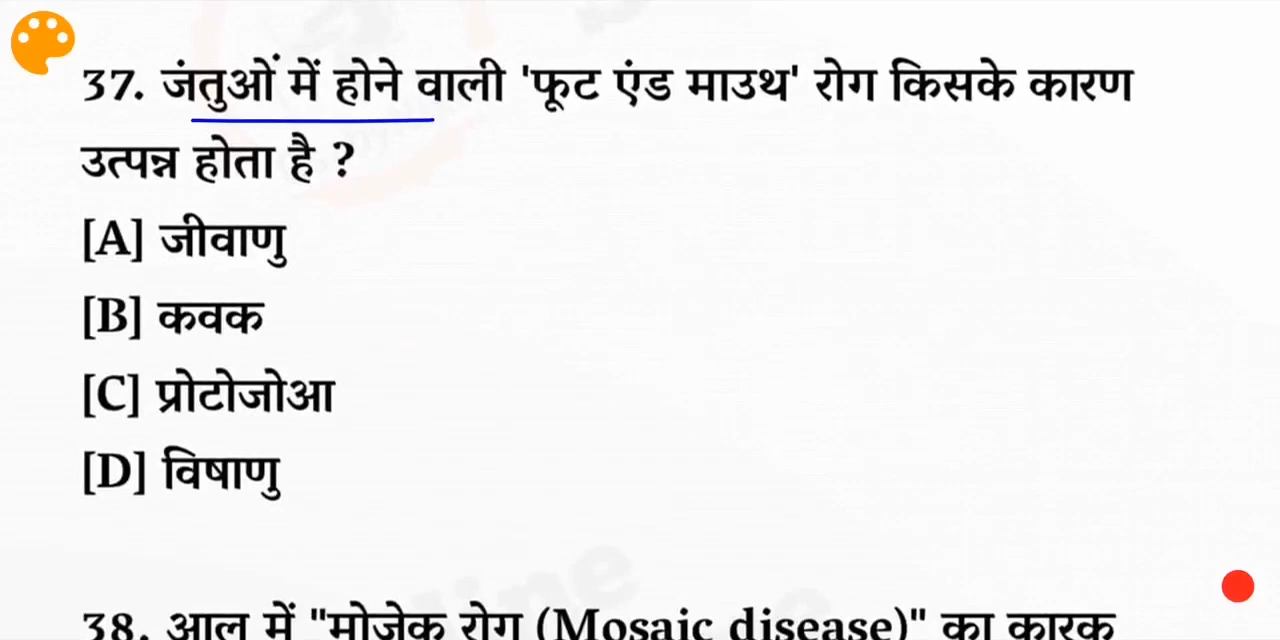 37. जंतुओं में होने वाली 'फूट एंड माउथ' रोग किसके कारण
उत्पन्न होता है ?
[A] जीवाणु
[B] कवक
[C] प्रोटोजोआ
[D] विषाणु
38. आलू में "मोजेक रोग (Mosaic disease)" का कारक